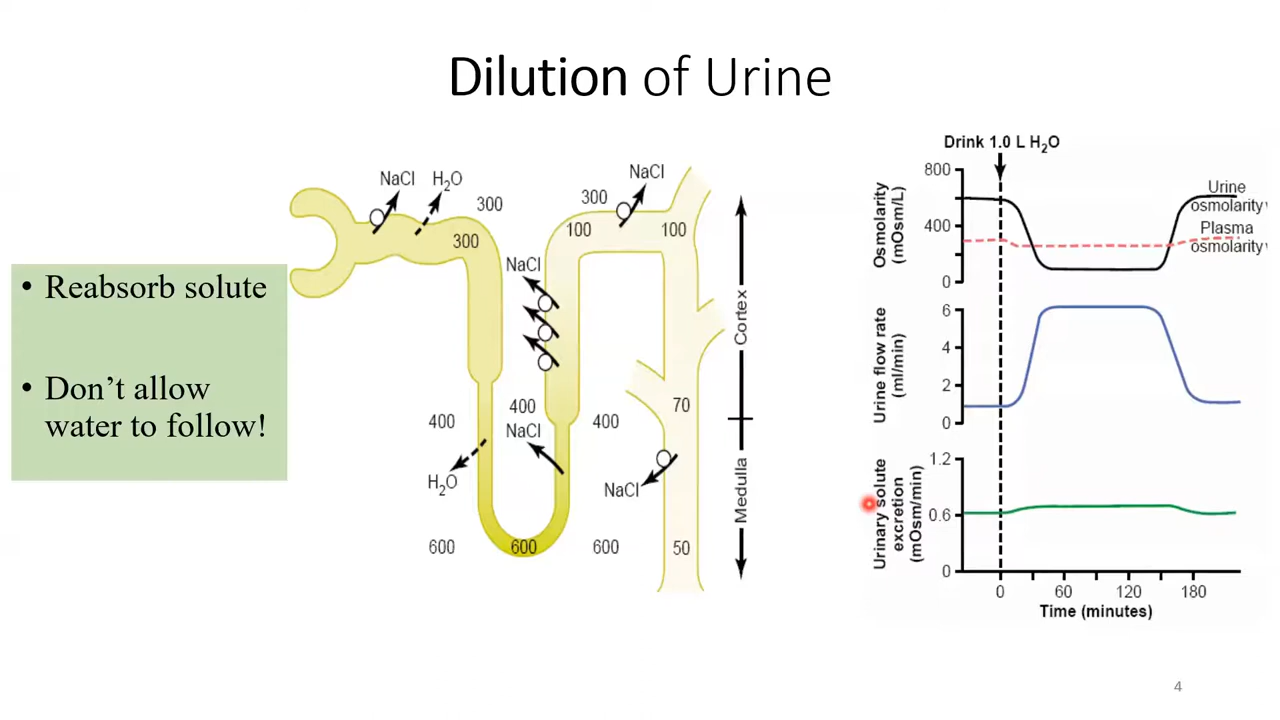 Dilution of Urine
• Reabsorb solute
• Don’t allow
water to follow!
NaCl
H₂O
300
300
NaCl
300
100
100
NaCl
400
400
NaCl
400
70
H₂O
NaCl
600
600
600
50
Cortex
Medulla
Drink 1.0 L H₂O
Osmolarity
(mOsm/L)
800
400
0
Urine
osmolarity
Plasma
osmolarity
Urine flow rate
(ml/min)
6
4
2
0
Urinary solute
excretion
(mOsm/min)
1.2
0.6
0
0
60
120
180
Time (minutes)
4